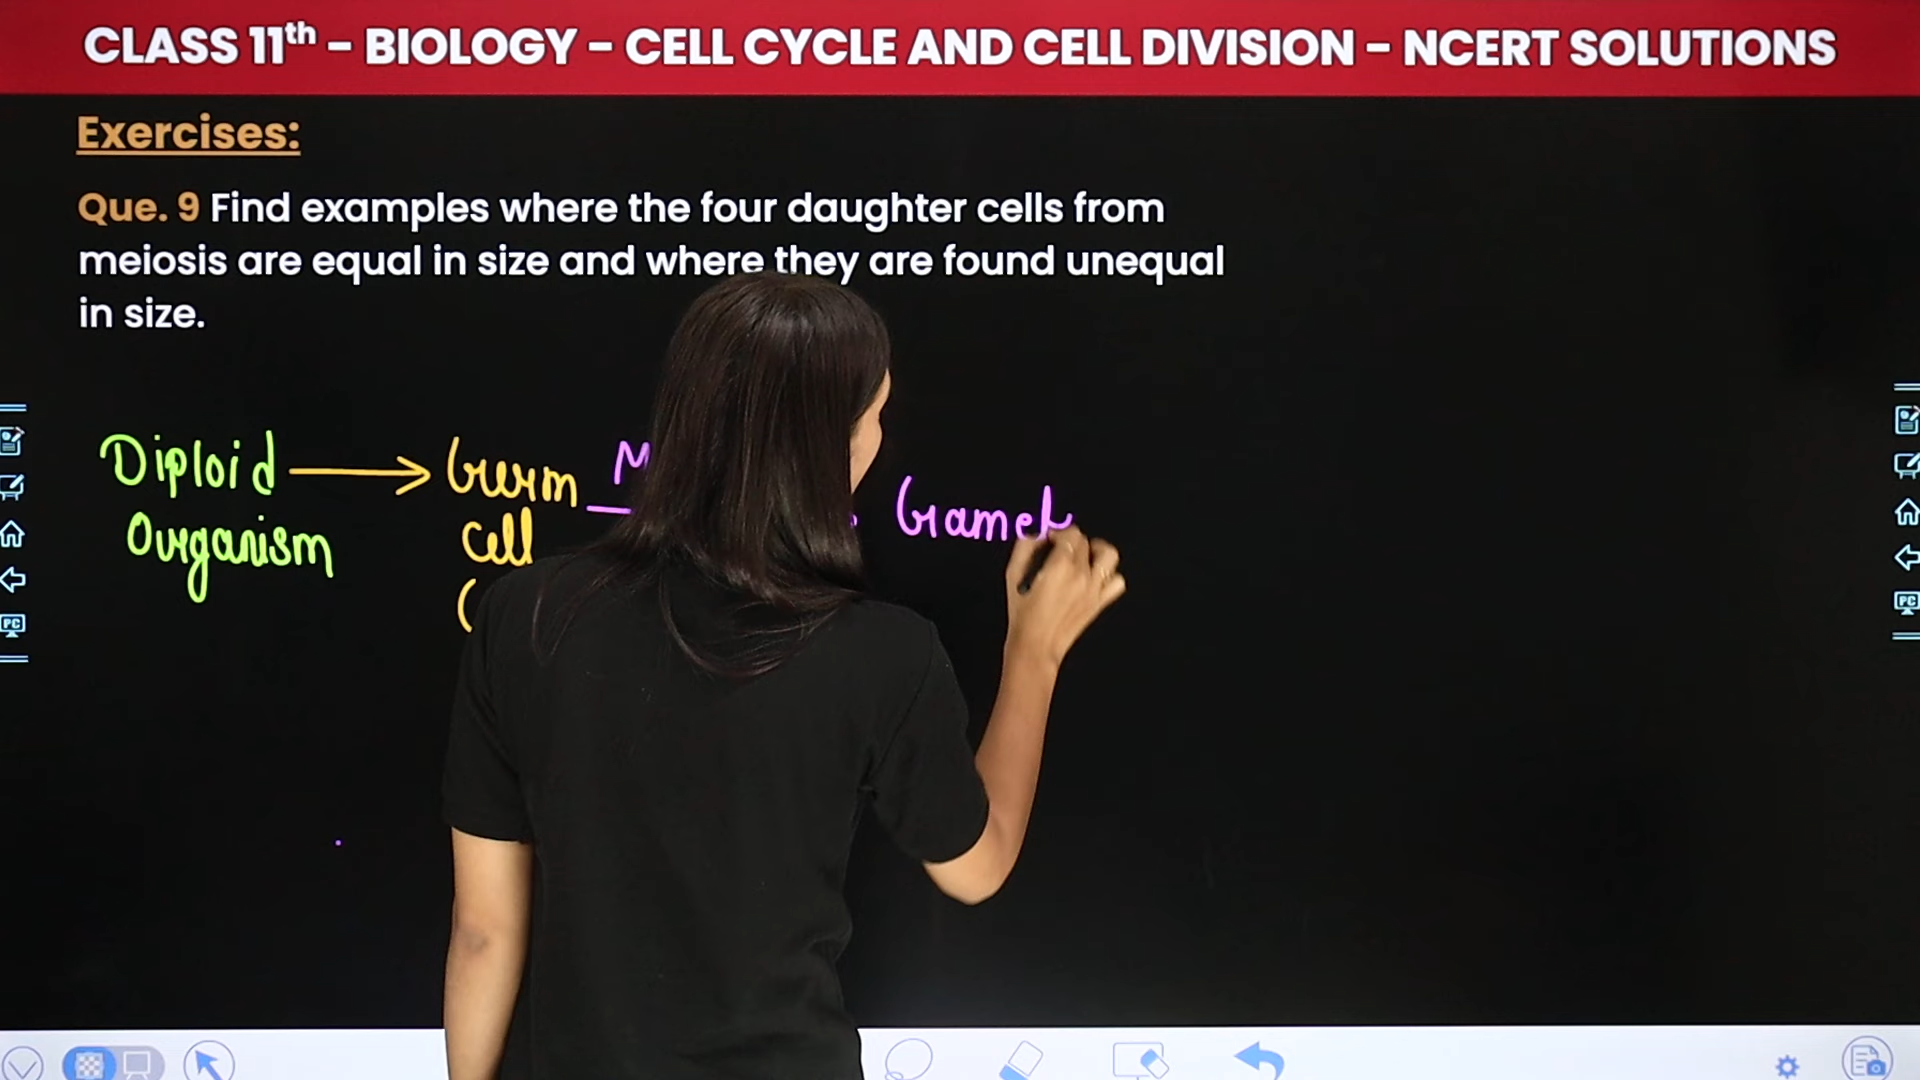 CLASS 11th – BIOLOGY – CELL CYCLE AND CELL DIVISION – NCERT SOLUTIONS
Exercises:
Que. 9 Find examples where the four daughter cells from
meiosis are equal in size and where they are found unequal
in size.
Diploid → Germ M Gamet
Organism Cell
(
PC PC